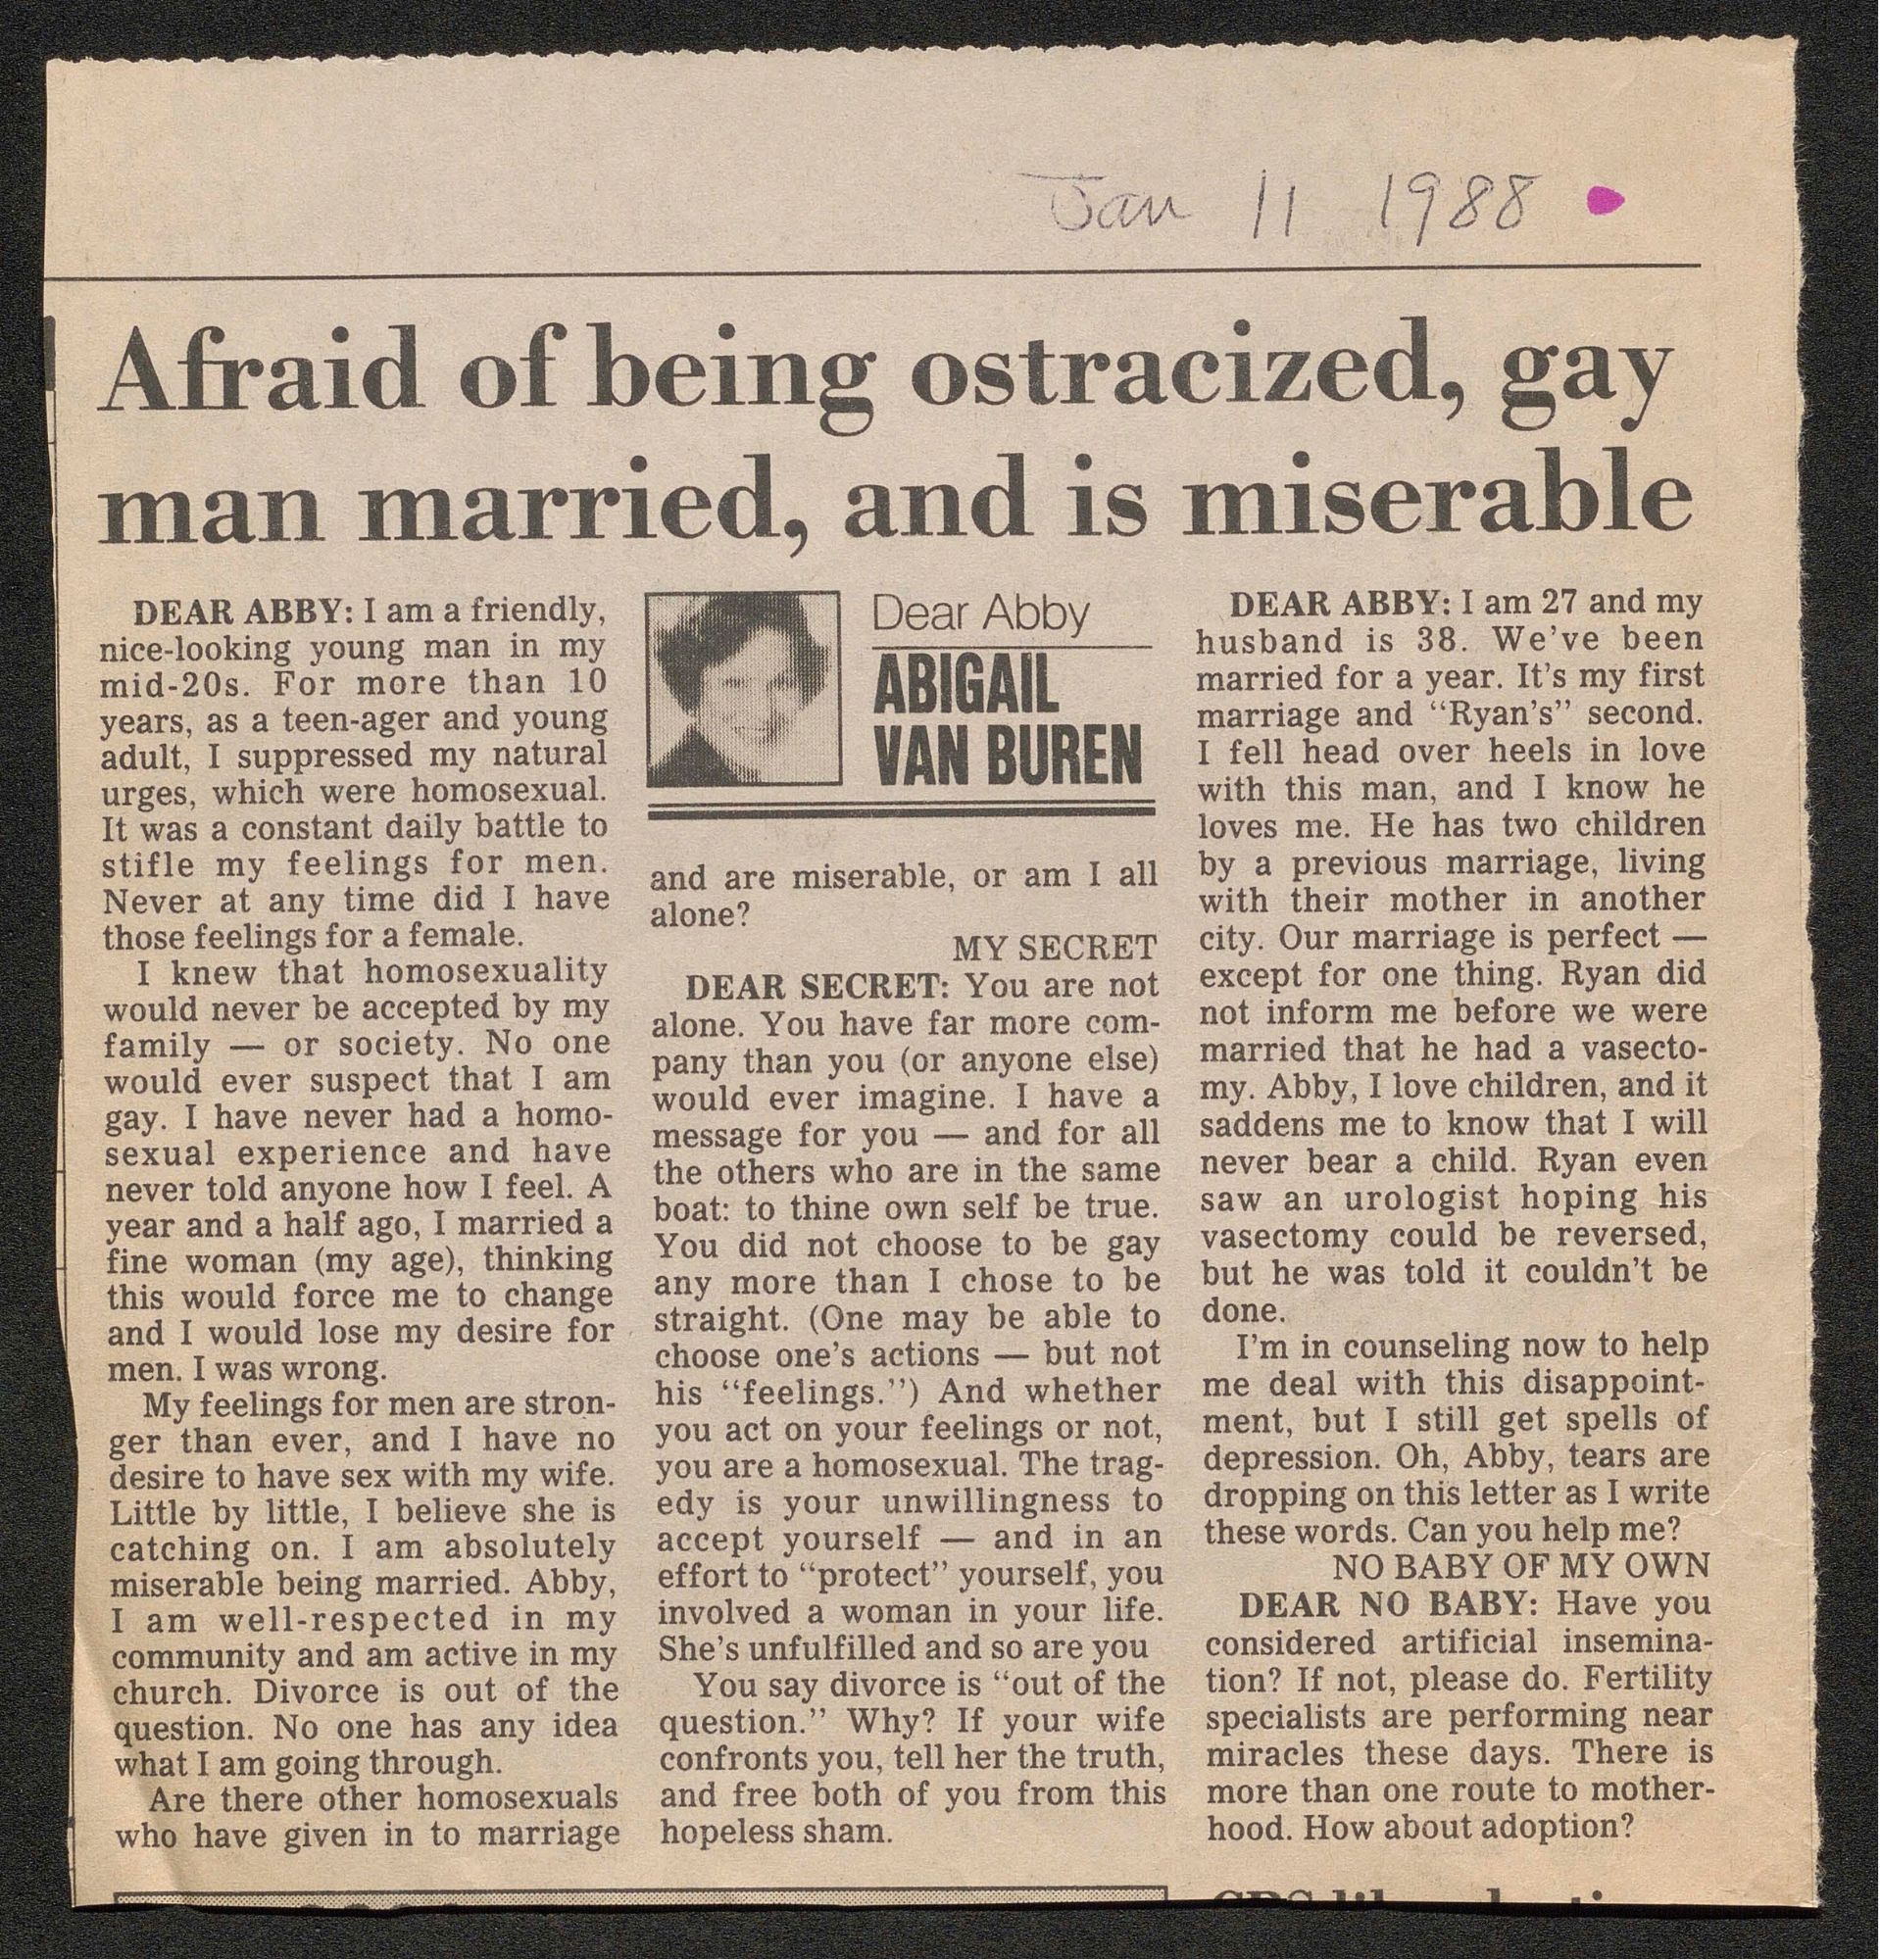 Jan 11 1988
Afraid of being ostracized, gay
man married, and is miserable
DEAR ABBY: I am a friendly,
nice-looking young man in my
mid-20s. For more than 10
years, as a teen-ager and young
adult, I suppressed my natural
urges, which were homosexual.
It was a constant daily battle to
stifle my feelings for men.
Never at any time did I have
those feelings for a female.
I knew that homosexuality
would never be accepted by my
family — or society. No one
would ever suspect that I am
gay. I have never had a homo-
sexual experience and have
never told anyone how I feel. A
year and a half ago, I married a
fine woman (my age), thinking
this would force me to change
and I would lose my desire for
men. I was wrong.
My feelings for men are stron-
ger than ever, and I have no
desire to have sex with my wife.
Little by little, I believe she is
catching on. I am absolutely
miserable being married. Abby,
I am well-respected in my
community and am active in my
church. Divorce is out of the
question. No one has any idea
what I am going through.
Are there other homosexuals
who have given in to marriage
Dear Abby
ABIGAIL
VAN BUREN
and are miserable, or am I all
alone?
MY SECRET
DEAR SECRET: You are not
alone. You have far more com-
pany than you (or anyone else)
would ever imagine. I have a
message for you — and for all
the others who are in the same
boat: to thine own self be true.
You did not choose to be gay
any more than I chose to be
straight. (One may be able to
choose one's actions — but not
his “feelings.”) And whether
you act on your feelings or not,
you are a homosexual. The trag-
edy is your unwillingness to
accept yourself — and in an
effort to “protect” yourself, you
involved a woman in your life.
She's unfulfilled and so are you
You say divorce is “out of the
question.” Why? If your wife
confronts you, tell her the truth,
and free both of you from this
hopeless sham.
DEAR ABBY: I am 27 and my
husband is 38. We've been
married for a year. It's my first
marriage and “Ryan's” second.
I fell head over heels in love
with this man, and I know he
loves me. He has two children
by a previous marriage, living
with their mother in another
city. Our marriage is perfect —
except for one thing. Ryan did
not inform me before we were
married that he had a vasecto-
my. Abby, I love children, and it
saddens me to know that I will
never bear a child. Ryan even
saw an urologist hoping his
vasectomy could be reversed,
but he was told it couldn't be
done.
I'm in counseling now to help
me deal with this disappoint-
ment, but I still get spells of
depression. Oh, Abby, tears are
dropping on this letter as I write
these words. Can you help me?
NO BABY OF MY OWN
DEAR NO BABY: Have you
considered artificial insemina-
tion? If not, please do. Fertility
specialists are performing near
miracles these days. There is
more than one route to mother-
hood. How about adoption?